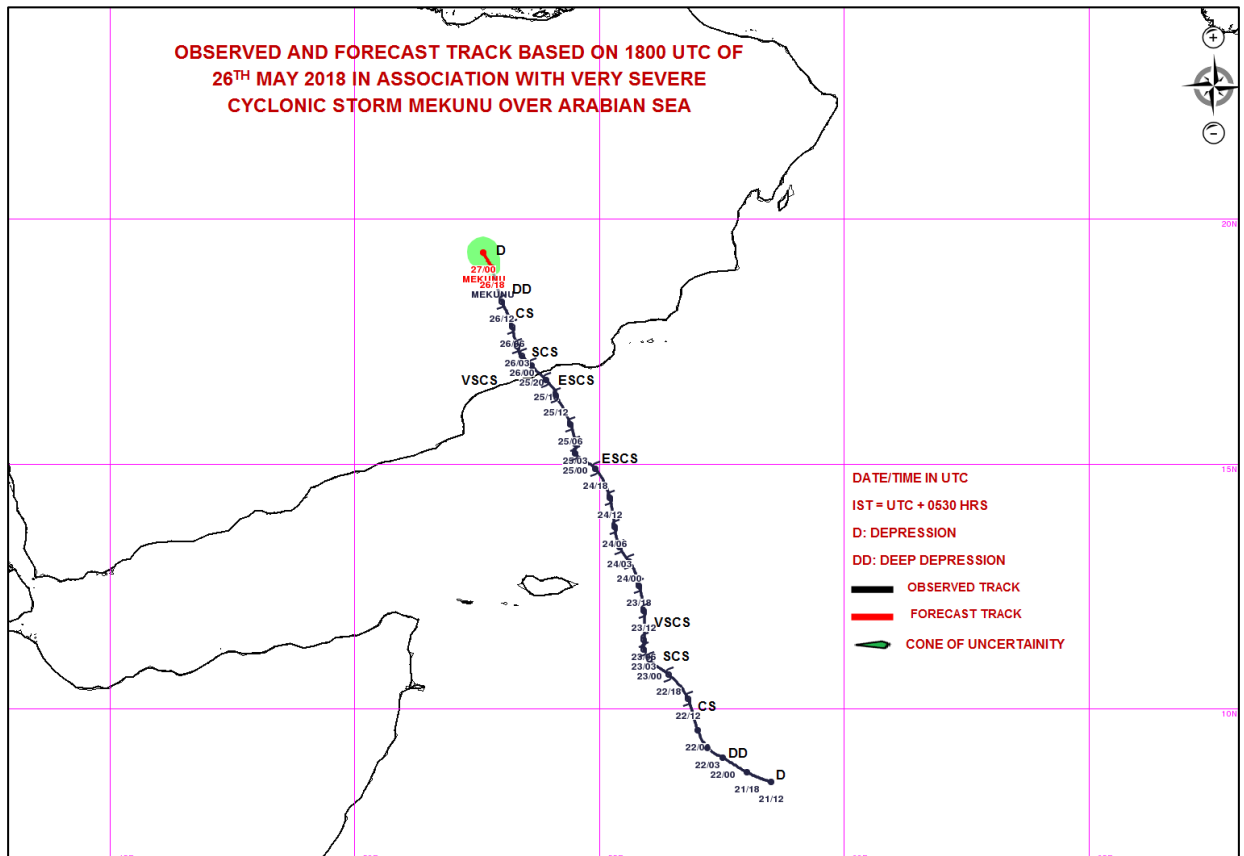 OBSERVED AND FORECAST TRACK BASED ON 1800 UTC OF
26TH MAY 2018 IN ASSOCIATION WITH VERY SEVERE
CYCLONIC STORM MEKUNU OVER ARABIAN SEA
20N
D
27/00
MEKUNU
26/18
MEKUNU
DD
26/12
CS
26/06
SCS
26/03
26/00
VSCS
25/20
ESCS
25/12
25/06
25/03
25/00
ESCS
15N
24/18
24/12
24/06
24/03
24/00
23/18
23/12
VSCS
23/06
23/03
23/00
SCS
22/18
CS
22/12
10N
22/03
DD
22/00
21/18
D
21/12
DATE/TIME IN UTC
IST = UTC + 0530 HRS
D: DEPRESSION
DD: DEEP DEPRESSION
OBSERVED TRACK
FORECAST TRACK
CONE OF UNCERTAINITY